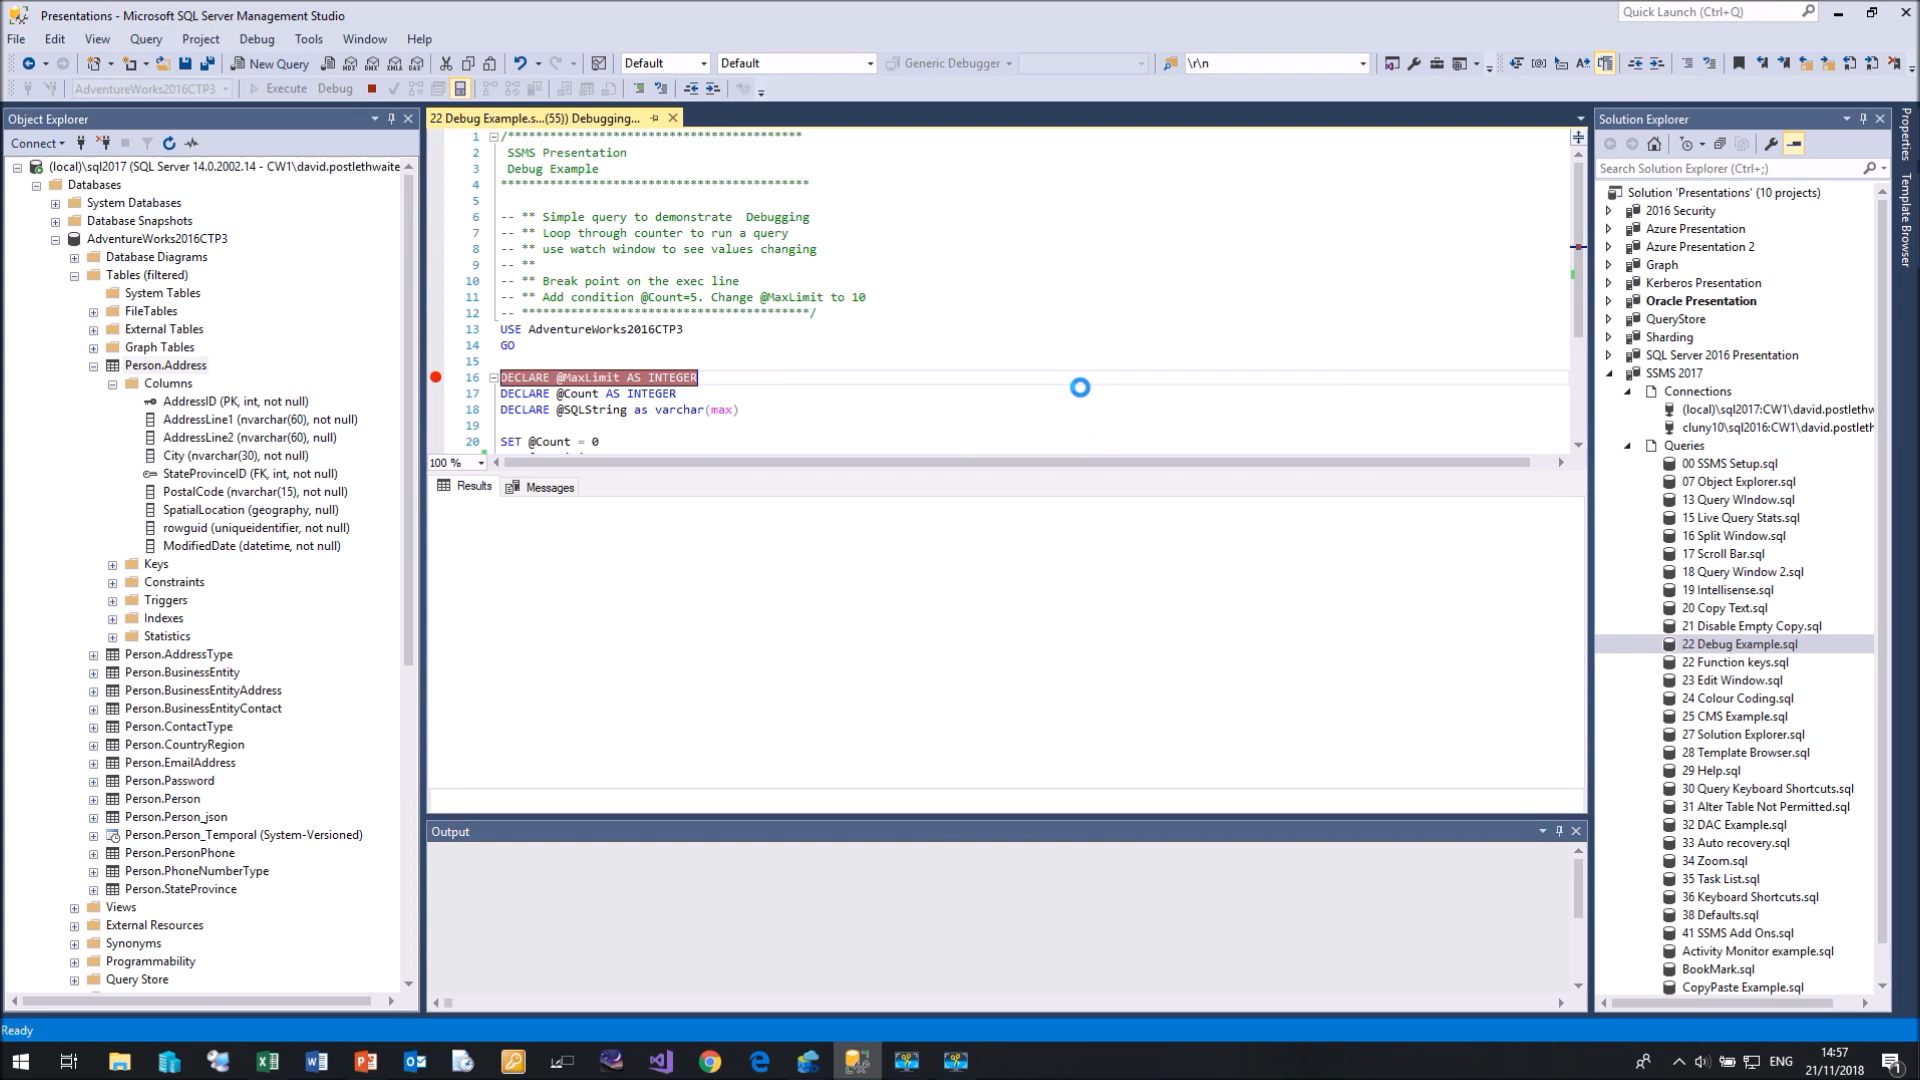 Presentations - Microsoft SQL Server Management Studio
Quick Launch (Ctrl+Q)
File Edit View Query Project Debug Tools Window Help
New Query Default Default Generic Debugger \r\n
AdventureWorks2016CTP3 Execute Debug
Object Explorer
Connect
(local)\sql2017 (SQL Server 14.0.2002.14 - CW1\david.postlethwaite
Databases
System Databases
Database Snapshots
AdventureWorks2016CTP3
Database Diagrams
Tables (filtered)
System Tables
FileTables
External Tables
Graph Tables
Person.Address
Columns
AddressID (PK, int, not null)
AddressLine1 (nvarchar(60), not null)
AddressLine2 (nvarchar(60), null)
City (nvarchar(30), not null)
StateProvinceID (FK, int, not null)
PostalCode (nvarchar(15), not null)
SpatialLocation (geography, null)
rowguid (uniqueidentifier, not null)
ModifiedDate (datetime, not null)
Keys
Constraints
Triggers
Indexes
Statistics
Person.AddressType
Person.BusinessEntity
Person.BusinessEntityAddress
Person.BusinessEntityContact
Person.ContactType
Person.CountryRegion
Person.EmailAddress
Person.Password
Person.Person
Person.Person_json
Person.Person_Temporal (System-Versioned)
Person.PersonPhone
Person.PhoneNumberType
Person.StateProvince
Views
External Resources
Synonyms
Programmability
Query Store
22 Debug Example.s...(55)) Debugging...
1 /******************************************
2 SSMS Presentation
3 Debug Example
4 ********************************************
5
6 -- ** Simple query to demonstrate  Debugging
7 -- ** Loop through counter to run a query
8 -- ** use watch window to see values changing
9 -- **
10 -- ** Break point on the exec line
11 -- ** Add condition @Count=5. Change @MaxLimit to 10
12 -- *****************************************/
13 USE AdventureWorks2016CTP3
14 GO
15
16 DECLARE @MaxLimit AS INTEGER
17 DECLARE @Count AS INTEGER
18 DECLARE @SQLString as varchar(max)
19
20 SET @Count = 0
100 %
Results Messages
Output
Solution Explorer
Search Solution Explorer (Ctrl+;)
Solution 'Presentations' (10 projects)
2016 Security
Azure Presentation
Azure Presentation 2
Graph
Kerberos Presentation
Oracle Presentation
QueryStore
Sharding
SQL Server 2016 Presentation
SSMS 2017
Connections
(local)\sql2017:CW1\david.postlethw
cluny10\sql2016:CW1\david.postleth
Queries
00 SSMS Setup.sql
07 Object Explorer.sql
13 Query WIndow.sql
15 Live Query Stats.sql
16 Split Window.sql
17 Scroll Bar.sql
18 Query Window 2.sql
19 Intellisense.sql
20 Copy Text.sql
21 Disable Empty Copy.sql
22 Debug Example.sql
22 Function keys.sql
23 Edit Window.sql
24 Colour Coding.sql
25 CMS Example.sql
27 Solution Explorer.sql
28 Template Browser.sql
29 Help.sql
30 Query Keyboard Shortcuts.sql
31 Alter Table Not Permitted.sql
32 DAC Example.sql
33 Auto recovery.sql
34 Zoom.sql
35 Task List.sql
36 Keyboard Shortcuts.sql
38 Defaults.sql
41 SSMS Add Ons.sql
Activity Monitor example.sql
BookMark.sql
CopyPaste Example.sql
Properties
Template Browser
Ready
ENG
14:57
21/11/2018